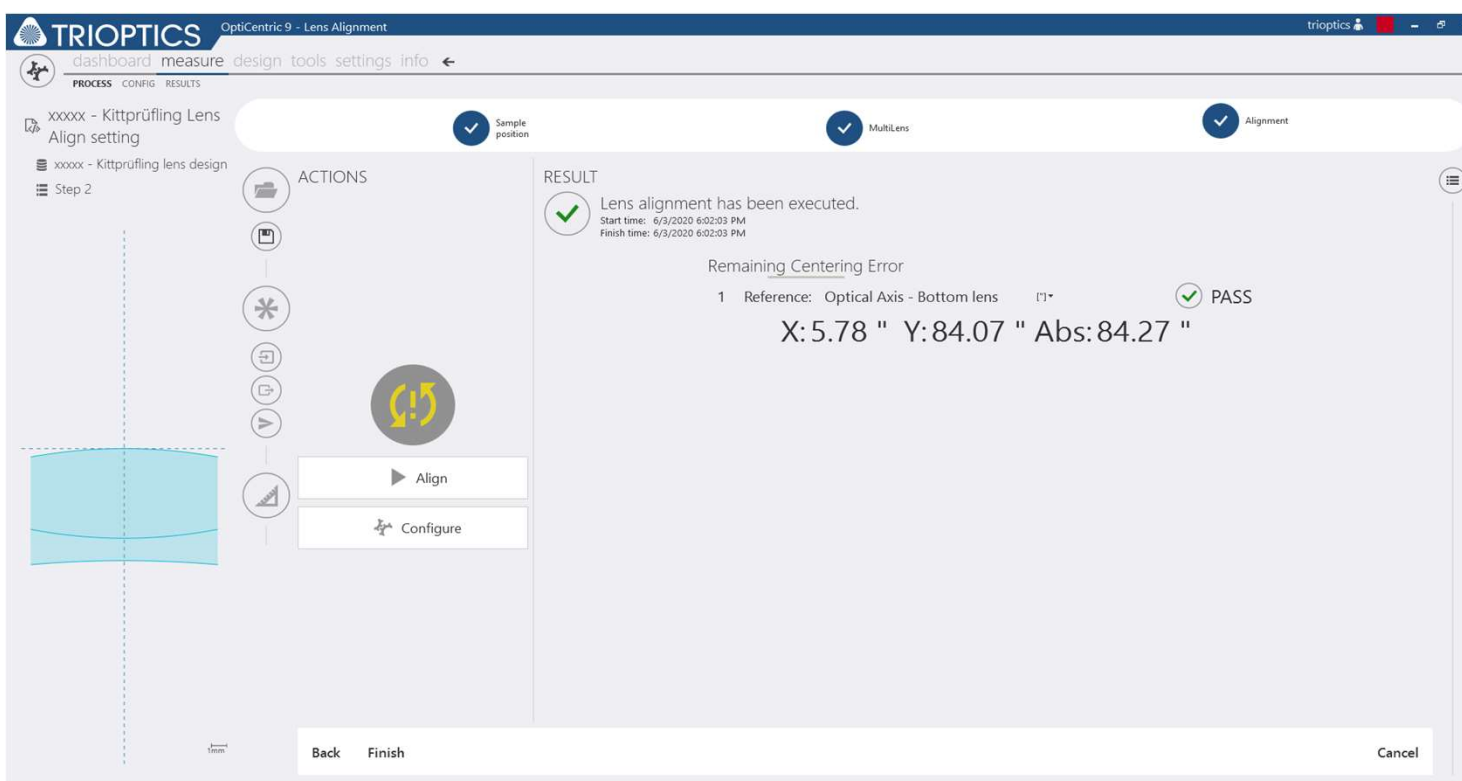 TRIOPTICS
OptiCentric 9 - Lens Alignment
trioptics
dashboard measure design tools settings info
PROCESS CONFIG RESULTS
xxxxx - Kittprüfling Lens
Align setting
xxxxx - Kittprüfling lens design
Step 2
Sample
position
MultiLens
Alignment
ACTIONS
Align
Configure
RESULT
Lens alignment has been executed.
Start time: 6/3/2020 6:02:03 PM
Finish time: 6/3/2020 6:02:03 PM
Remaining Centering Error
1 Reference: Optical Axis - Bottom lens ["] PASS
X: 5.78 " Y: 84.07 " Abs: 84.27 "
1mm
Back Finish Cancel